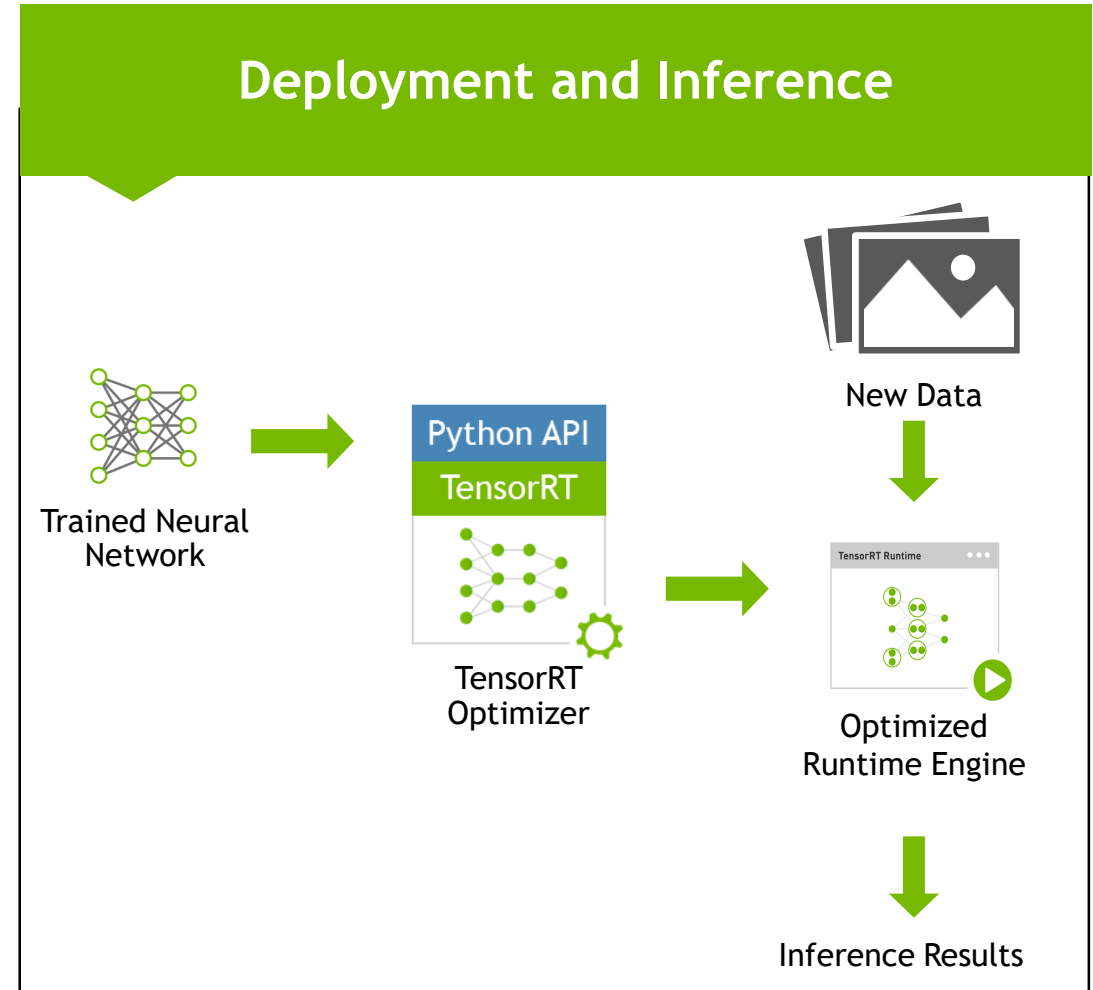 Deployment and Inference
New Data
Trained Neural
Network
Python API
TensorRT
TensorRT
Optimizer
TensorRT Runtime
Optimized
Runtime Engine
Inference Results